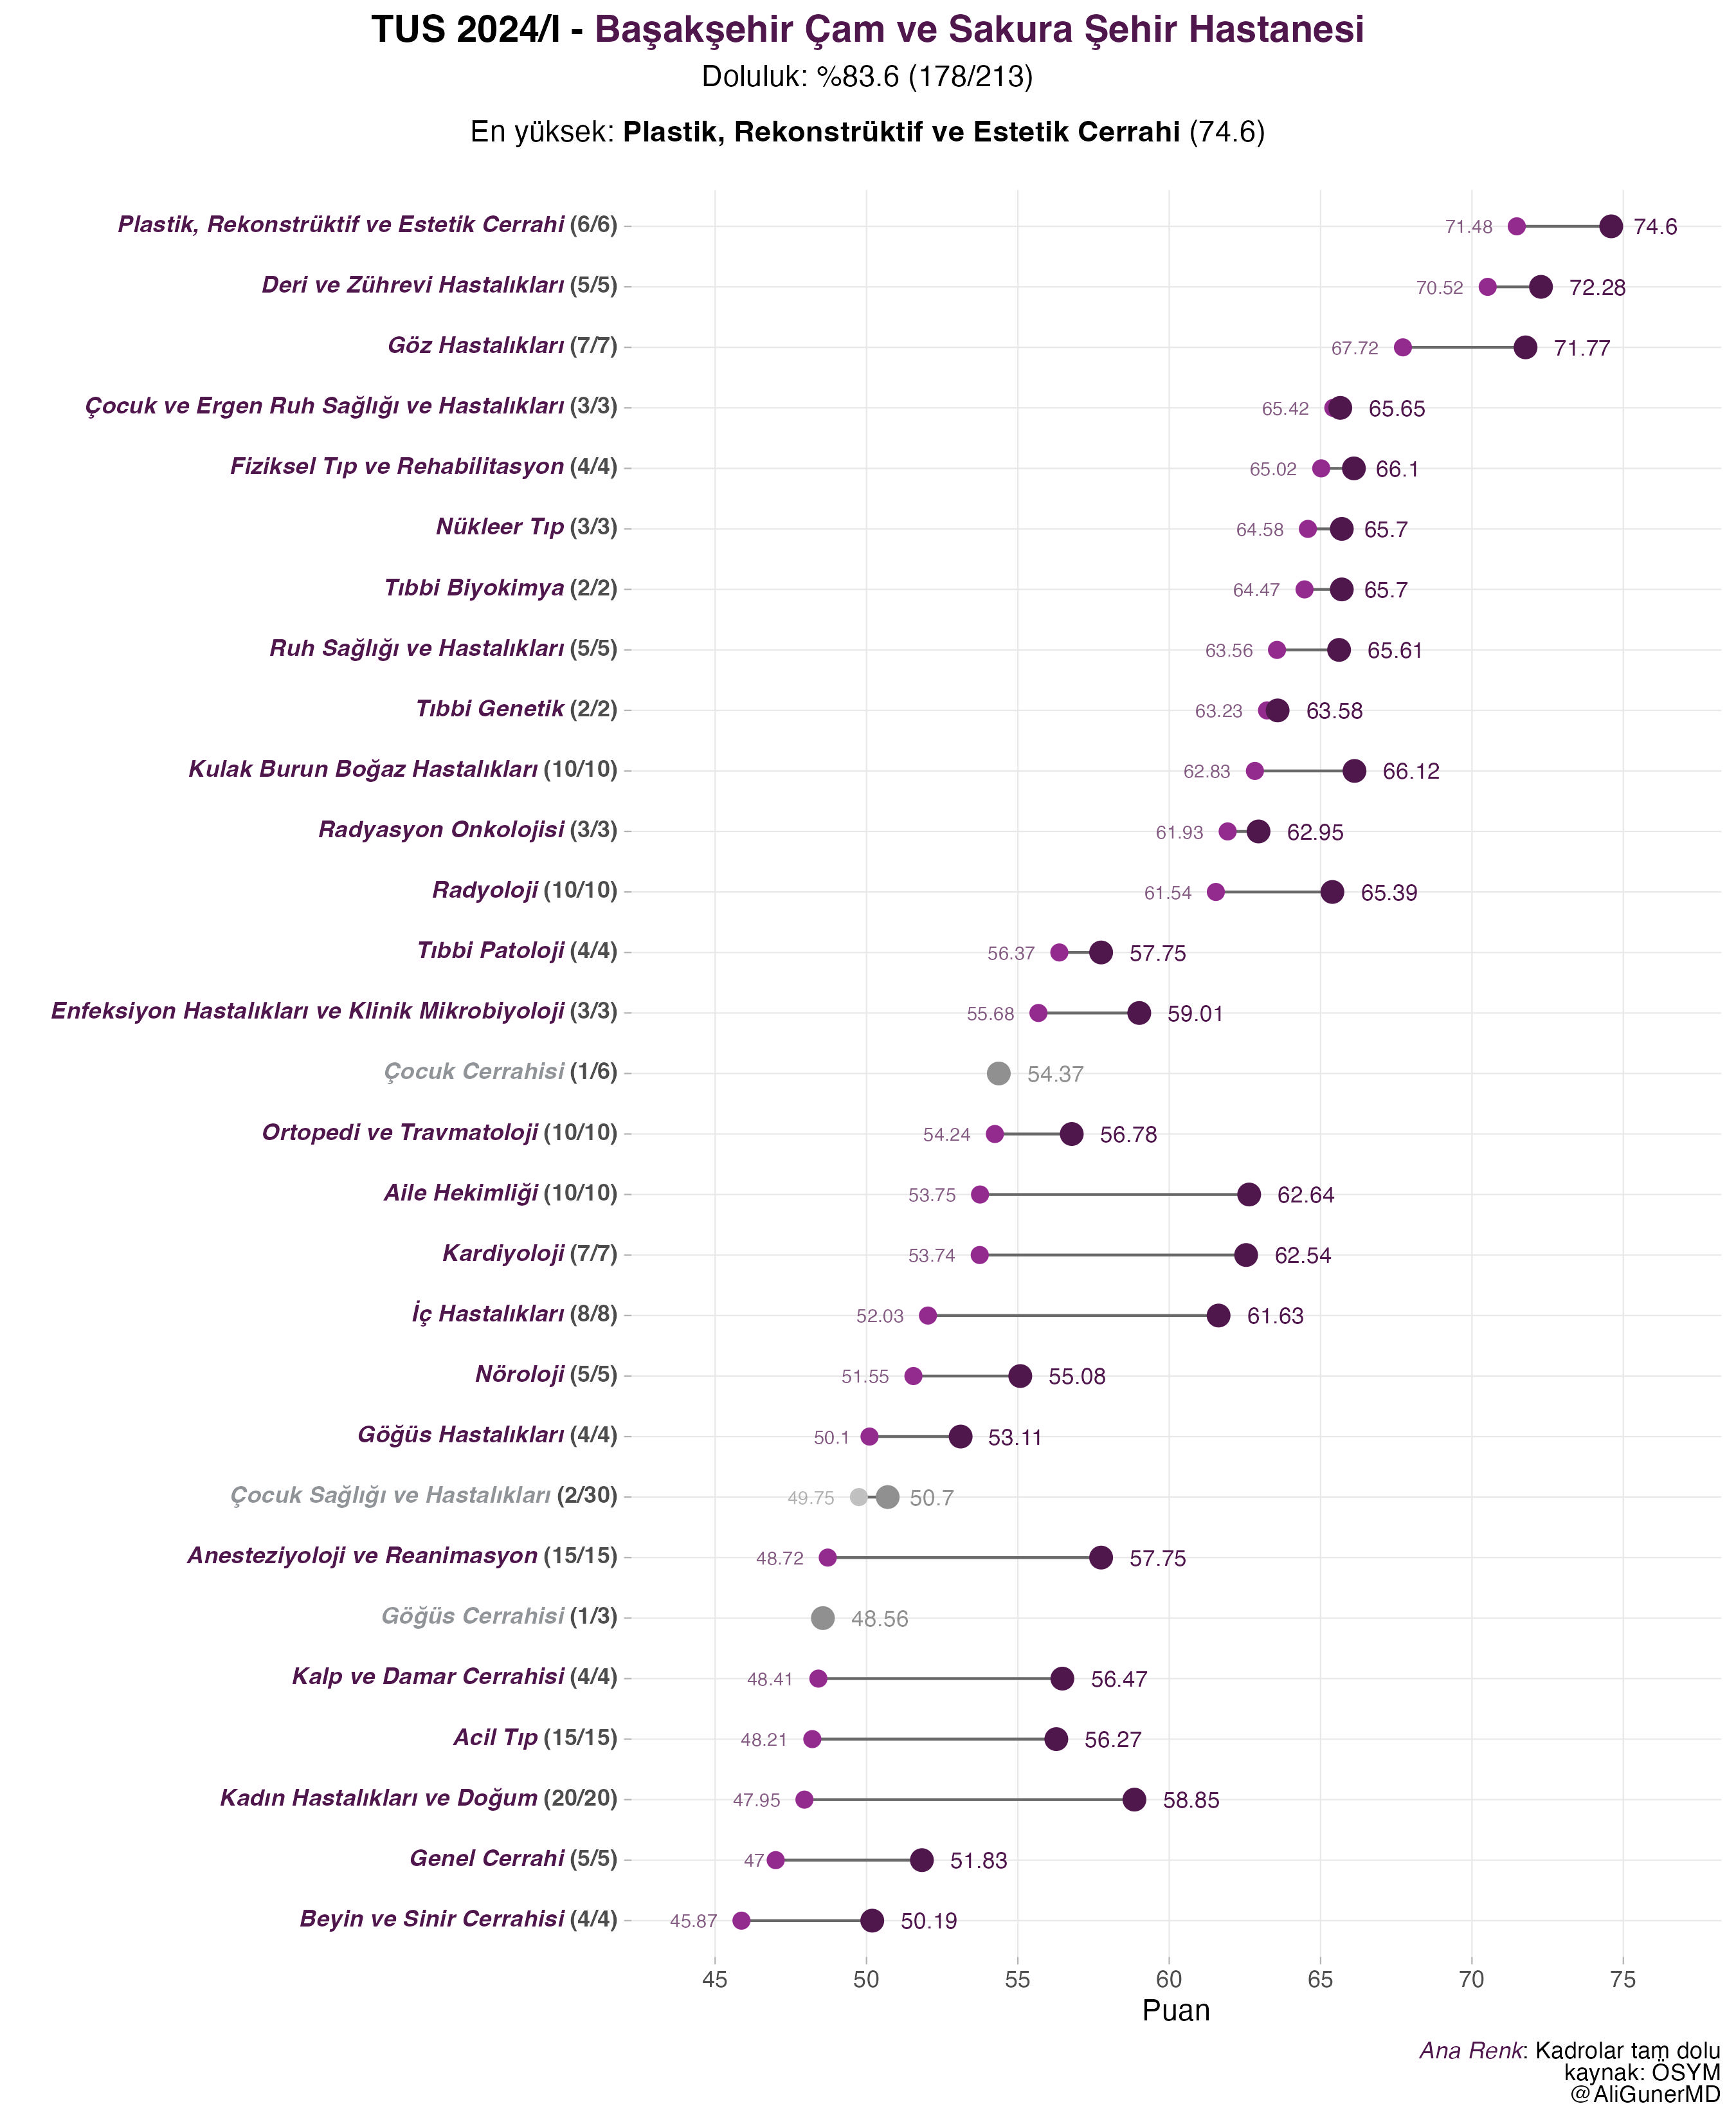 TUS 2024/I - Başakşehir Çam ve Sakura Şehir Hastanesi
Doluluk: %83.6 (178/213)
En yüksek: Plastik, Rekonstrüktif ve Estetik Cerrahi (74.6)
Plastik, Rekonstrüktif ve Estetik Cerrahi (6/6) 71.48 74.6
Deri ve Zührevi Hastalıkları (5/5) 70.52 72.28
Göz Hastalıkları (7/7) 67.72 71.77
Çocuk ve Ergen Ruh Sağlığı ve Hastalıkları (3/3) 65.42 65.65
Fiziksel Tıp ve Rehabilitasyon (4/4) 65.02 66.1
Nükleer Tıp (3/3) 64.58 65.7
Tıbbi Biyokimya (2/2) 64.47 65.7
Ruh Sağlığı ve Hastalıkları (5/5) 63.56 65.61
Tıbbi Genetik (2/2) 63.23 63.58
Kulak Burun Boğaz Hastalıkları (10/10) 62.83 66.12
Radyasyon Onkolojisi (3/3) 61.93 62.95
Radyoloji (10/10) 61.54 65.39
Tıbbi Patoloji (4/4) 56.37 57.75
Enfeksiyon Hastalıkları ve Klinik Mikrobiyoloji (3/3) 55.68 59.01
Çocuk Cerrahisi (1/6) 54.37
Ortopedi ve Travmatoloji (10/10) 54.24 56.78
Aile Hekimliği (10/10) 53.75 62.64
Kardiyoloji (7/7) 53.74 62.54
İç Hastalıkları (8/8) 52.03 61.63
Nöroloji (5/5) 51.55 55.08
Göğüs Hastalıkları (4/4) 50.1 53.11
Çocuk Sağlığı ve Hastalıkları (2/30) 49.75 50.7
Anesteziyoloji ve Reanimasyon (15/15) 48.72 57.75
Göğüs Cerrahisi (1/3) 48.56
Kalp ve Damar Cerrahisi (4/4) 48.41 56.47
Acil Tıp (15/15) 48.21 56.27
Kadın Hastalıkları ve Doğum (20/20) 47.95 58.85
Genel Cerrahi (5/5) 47 51.83
Beyin ve Sinir Cerrahisi (4/4) 45.87 50.19
45 50 55 60 65 70 75
Puan
Ana Renk: Kadrolar tam dolu
kaynak: ÖSYM
@AliGunerMD